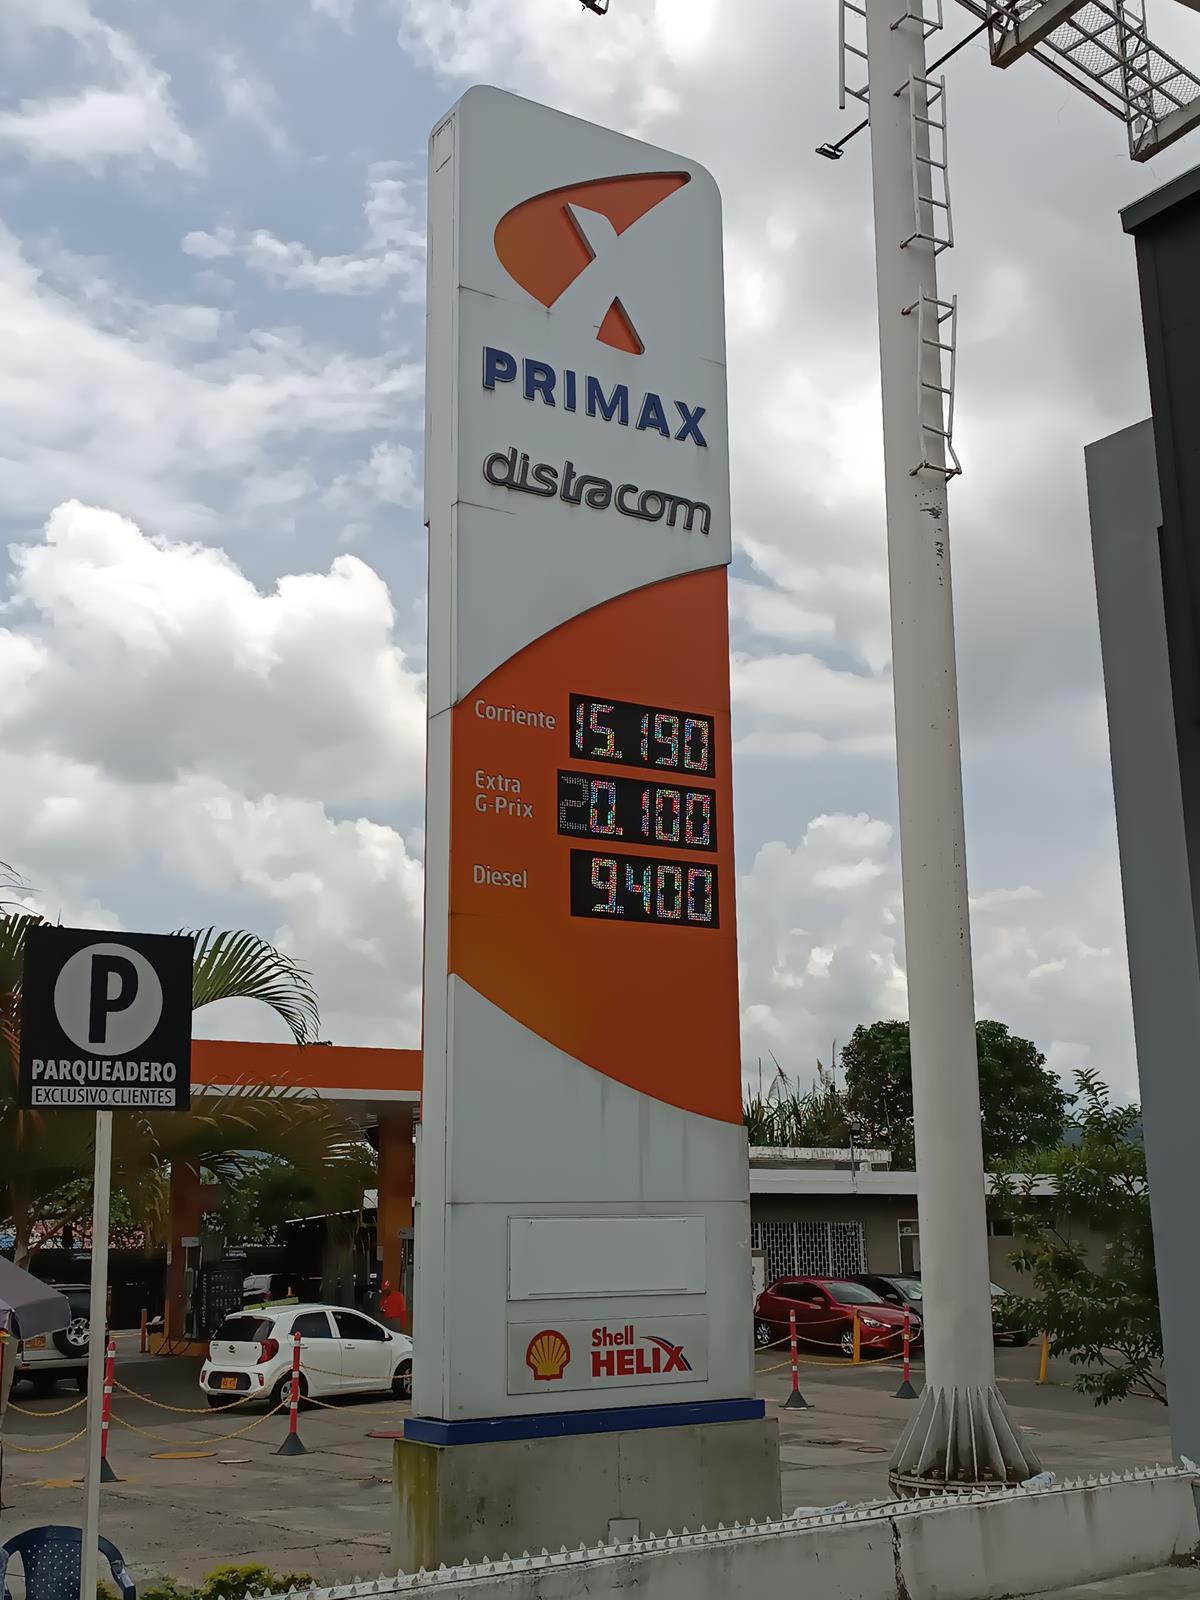 PRIMAX
distracom
Corriente 15.190
Extra
G-Prix 20.100
Diesel 9.400
P
PARQUEADERO
EXCLUSIVO CLIENTES
Shell
HELIX